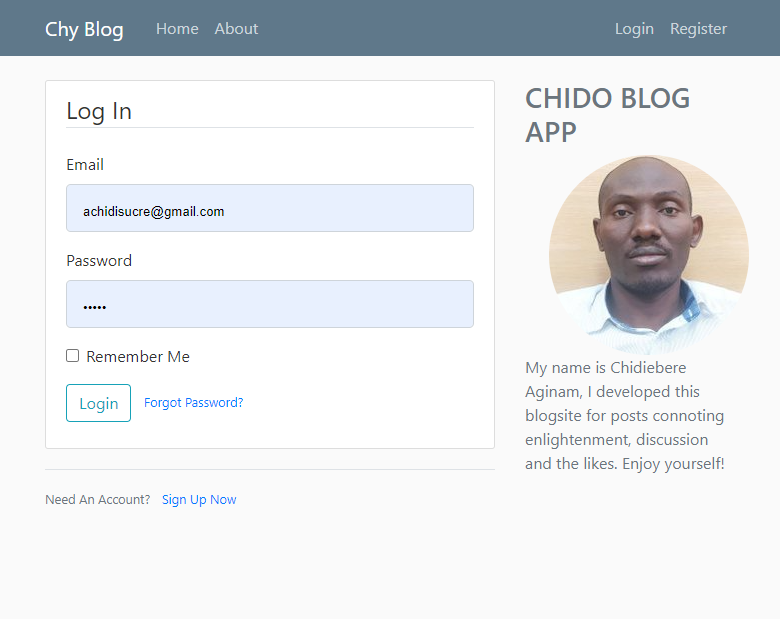 Chy Blog Home About Login Register
Log In
Email
achidisucre@gmail.com
Password
•••••
Remember Me
Login Forgot Password?
Need An Account? Sign Up Now
CHIDO BLOG
APP
My name is Chidiebere
Aginam, I developed this
blogsite for posts connoting
enlightenment, discussion
and the likes. Enjoy yourself!